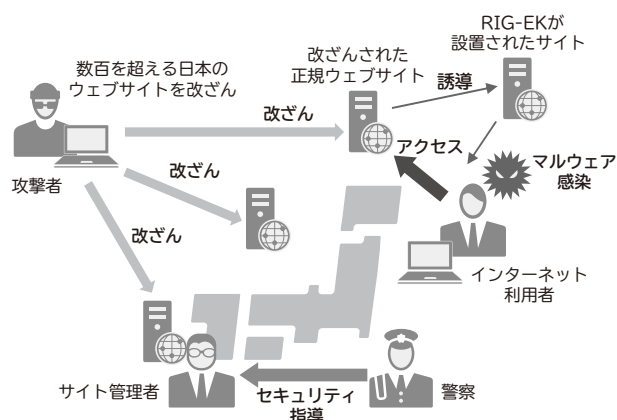 RIG-EKが
設置されたサイト
改ざんされた
正規ウェブサイト
数百を超える日本の
ウェブサイトを改ざん
誘導
改ざん
アクセス
マルウェア
感染
改ざん
攻撃者
改ざん
インターネット
利用者
サイト管理者
セキュリティ
指導
警察